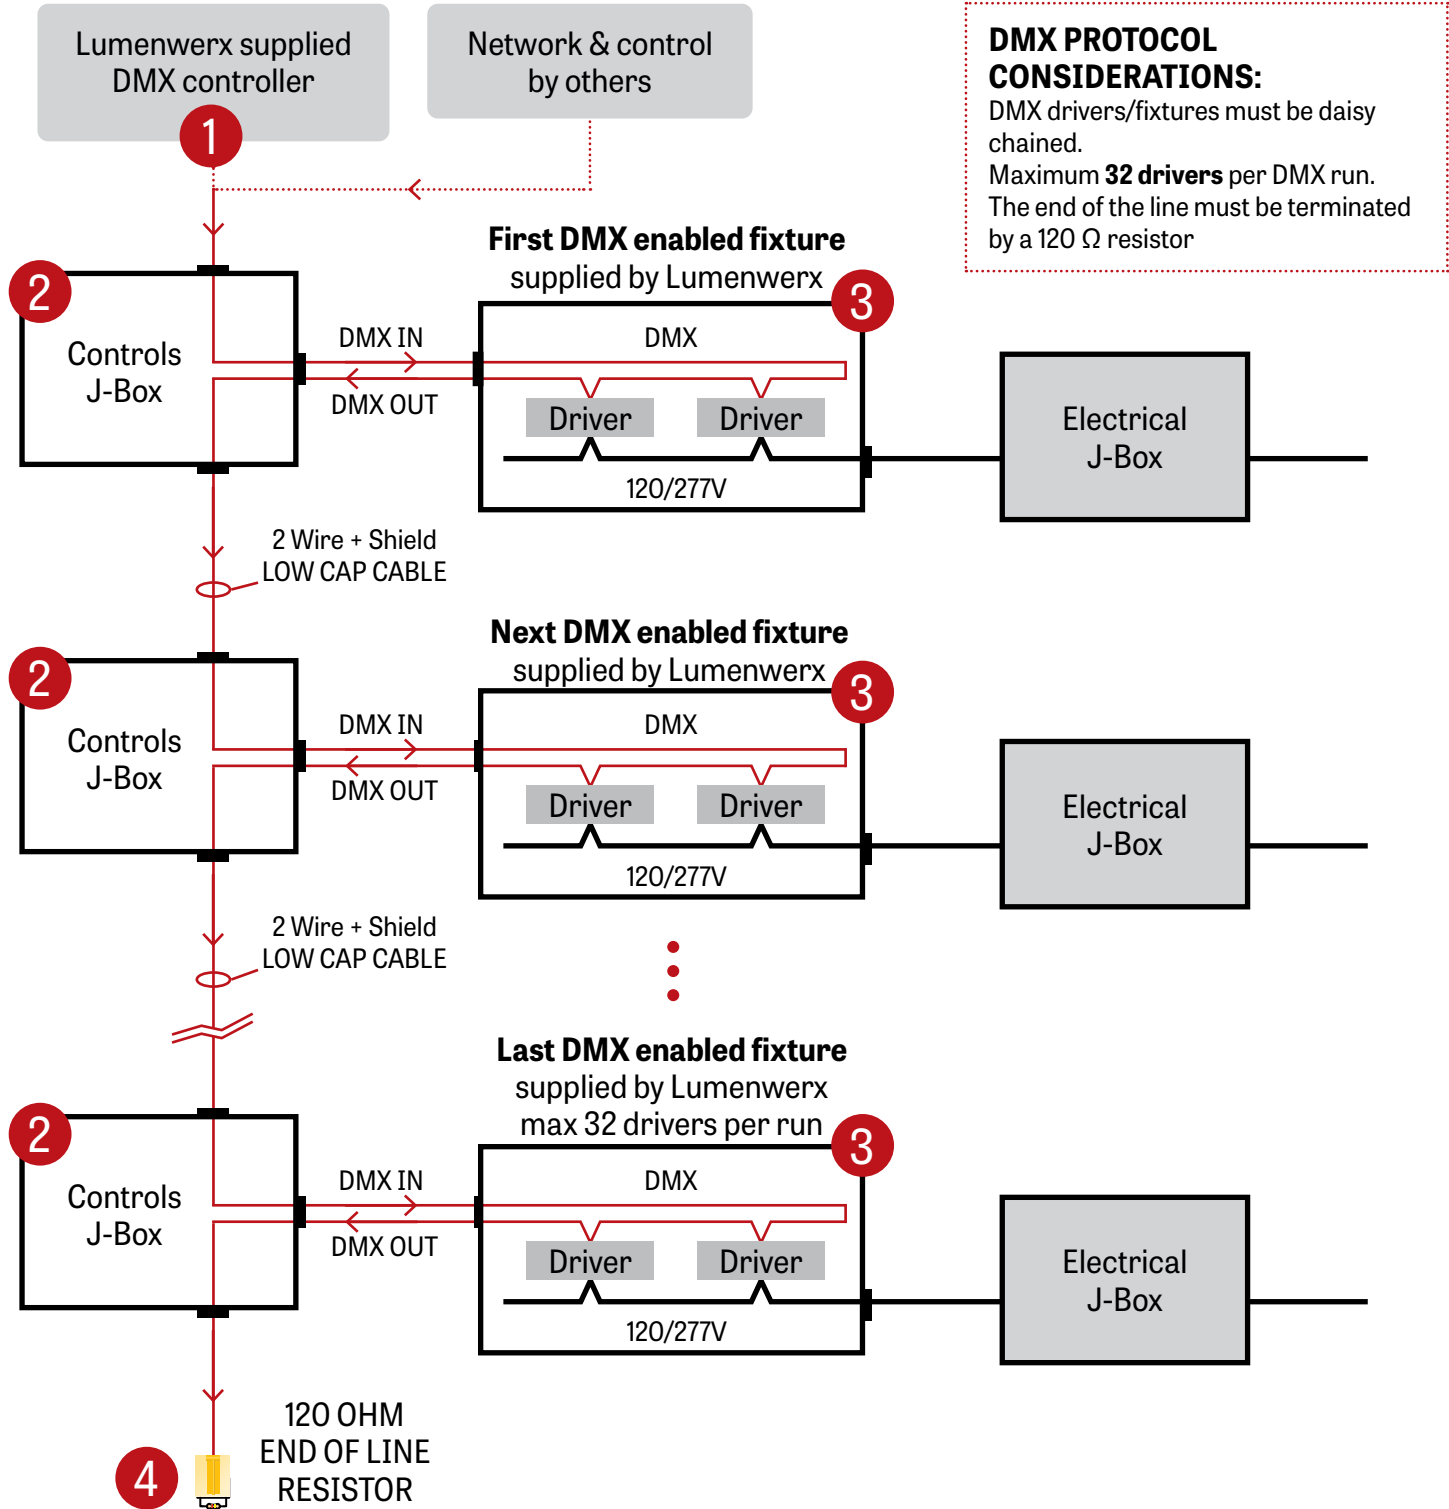 Lumenwerx supplied
DMX controller
1
Network & control
by others
DMX PROTOCOL
CONSIDERATIONS:
DMX drivers/fixtures must be daisy
chained.
Maximum 32 drivers per DMX run.
The end of the line must be terminated
by a 120 Ω resistor
First DMX enabled fixture
supplied by Lumenwerx
2
Controls
J-Box
DMX IN
DMX OUT
3
DMX
Driver
Driver
120/277V
Electrical
J-Box
2 Wire + Shield
LOW CAP CABLE
Next DMX enabled fixture
supplied by Lumenwerx
2
Controls
J-Box
DMX IN
DMX OUT
3
DMX
Driver
Driver
120/277V
Electrical
J-Box
2 Wire + Shield
LOW CAP CABLE
Last DMX enabled fixture
supplied by Lumenwerx
max 32 drivers per run
2
Controls
J-Box
DMX IN
DMX OUT
3
DMX
Driver
Driver
120/277V
Electrical
J-Box
4
120 OHM
END OF LINE
RESISTOR